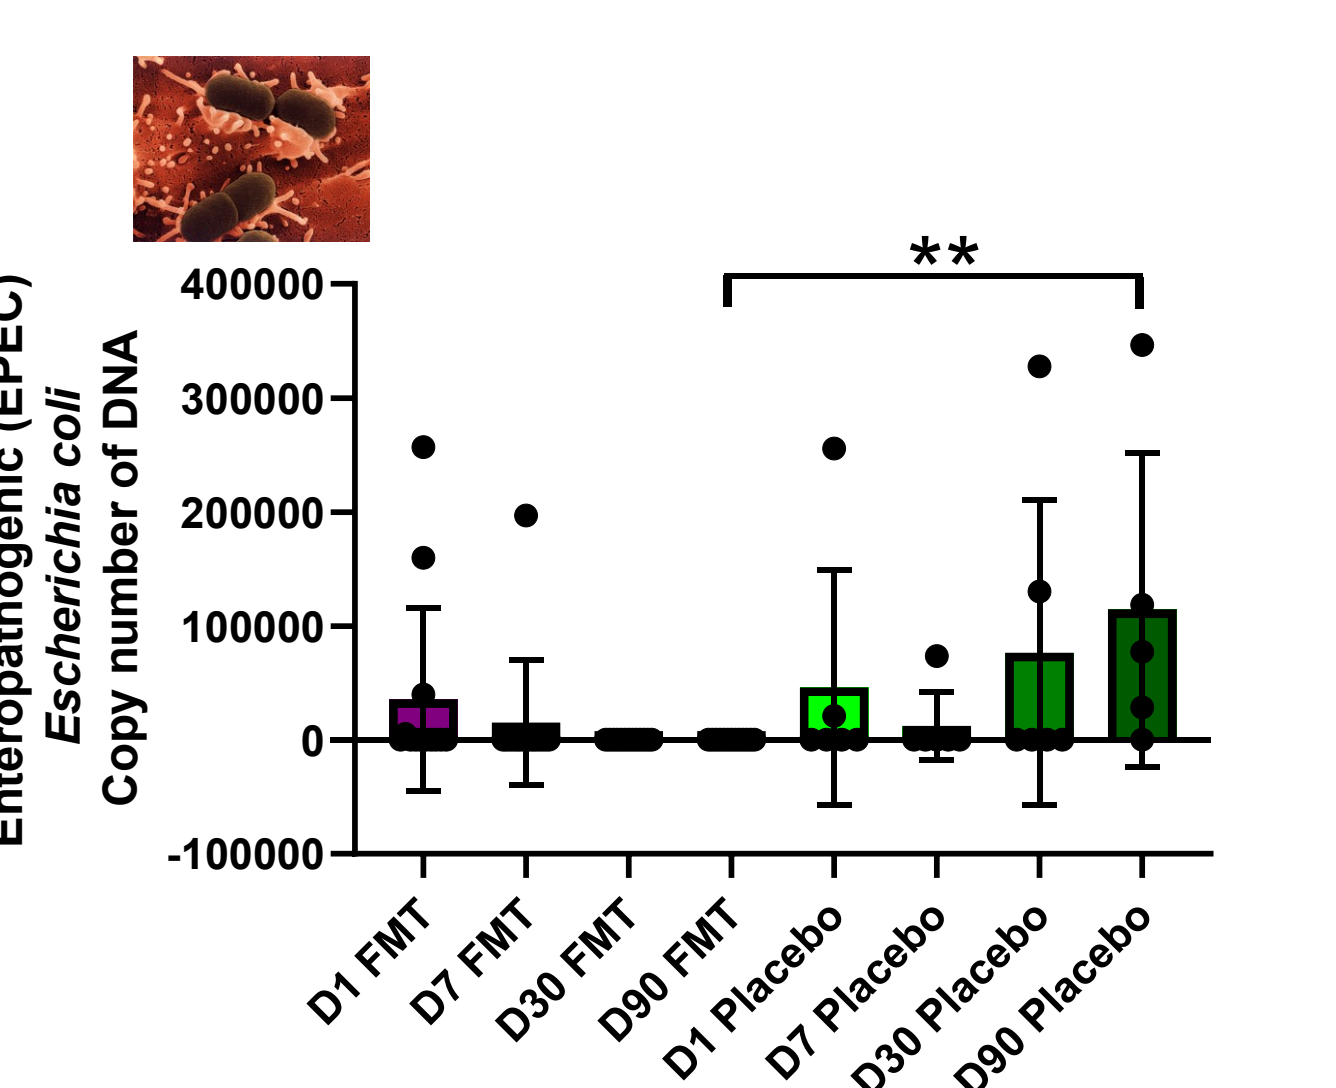 Enteropathogenic (EPEC)
Escherichia coli
Copy number of DNA
**
400000
300000
200000
100000
0
-100000
D1 FMT
D7 FMT
D30 FMT
D90 FMT
D1 Placebo
D7 Placebo
D30 Placebo
D90 Placebo